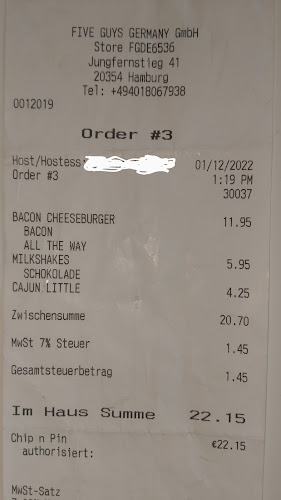 FIVE GUYS GERMANY GmbH
Store FGDE6536
Jungfernstieg 41
20354 Hamburg
Tel: +494018067938
0012019
Order #3
Host/Hostess 01/12/2022
Order #3 1:19 PM
30037
BACON CHEESEBURGER 11.95
BACON
ALL THE WAY
MILKSHAKES 5.95
SCHOKOLADE
CAJUN LITTLE 4.25
Zwischensumme 20.70
MwSt 7% Steuer 1.45
Gesamtsteuerbetrag 1.45
Im Haus Summe 22.15
Chip n Pin €22.15
authorisiert:
MwSt-Satz